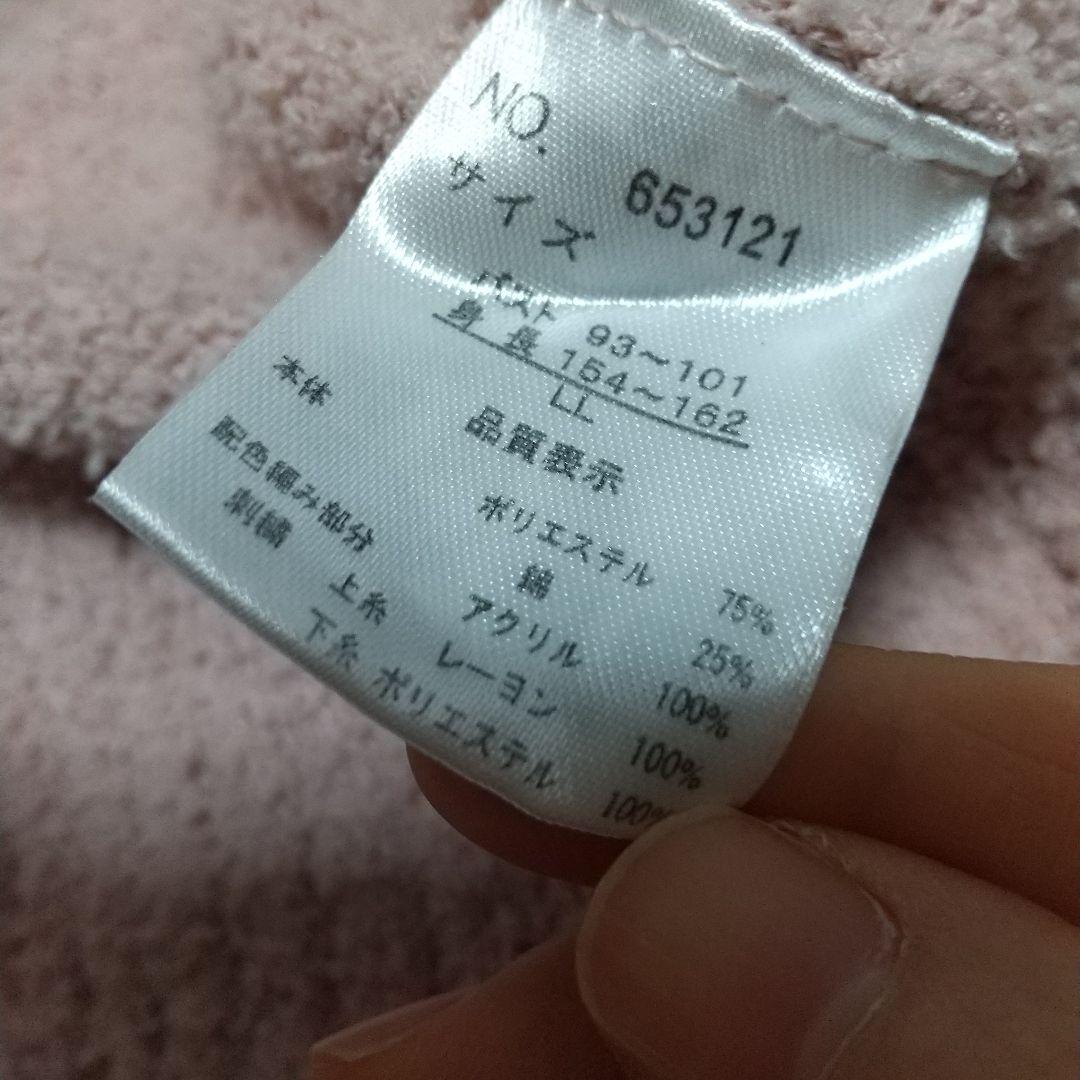 NO. 653121
サイズ
バスト 93～101
身長 154～162
LL
品質表示
本体 ポリエステル 75%
綿 25%
配色編み部分 アクリル 100%
刺繍 上糸 レーヨン 100%
下糸 ポリエステル 100%